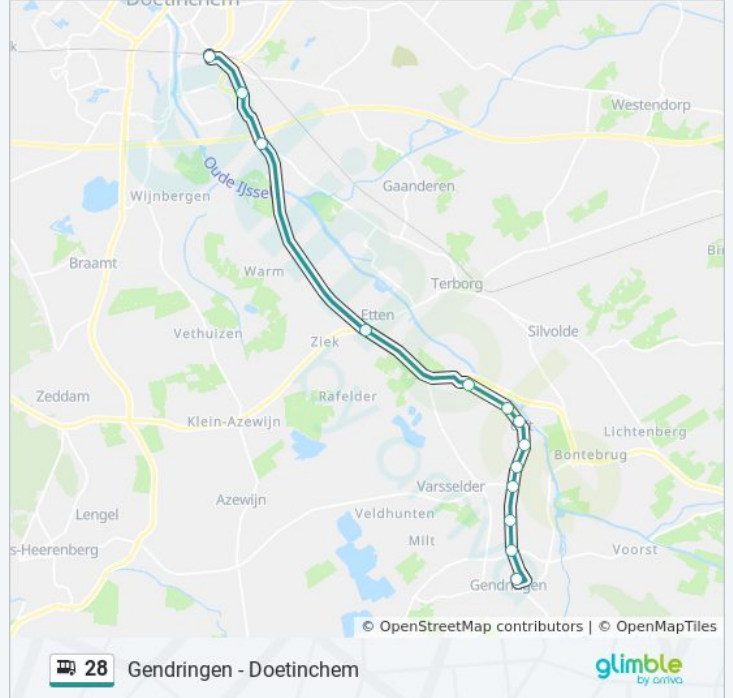 Doetinchem
k
Westendorp
Oude IJssel
Gaanderen
Wijnbergen
Bi
Braamt
Warm
Terborg
Etten
Silvolde
Vethuizen
Ziek
Zeddam
Rafelder
Klein-Azewijn
Lichtenberg
Bontebrug
Varsselder
Azewijn
Lengel
Veldhunten
s-Heerenberg
Milt
Voorst
Gendringen
© OpenStreetMap contributors | © OpenMapTiles
28 Gendringen - Doetinchem
glimble
by arriva